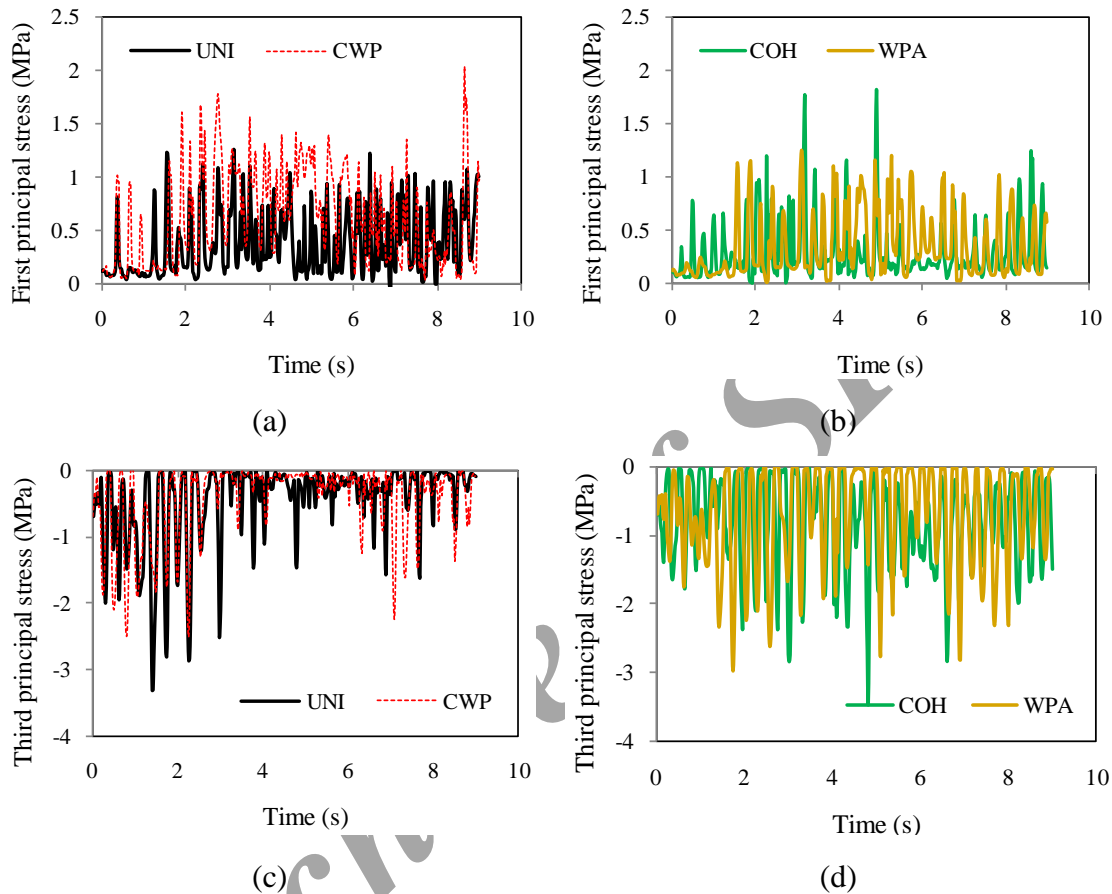 2.5
2
1.5
1
0.5
0
0 2 4 6 8 10
First principal stress (MPa)
Time (s)
UNI CWP
(a)
2.5
2
1.5
1
0.5
0
0 2 4 6 8 10
First principal stress (MPa)
Time (s)
COH WPA
(b)
0
-1
-2
-3
-4
0 2 4 6 8 10
Third principal stress (MPa)
Time (s)
UNI CWP
(c)
0
-1
-2
-3
-4
0 2 4 6 8 10
Third principal stress (MPa)
Time (s)
COH WPA
(d)